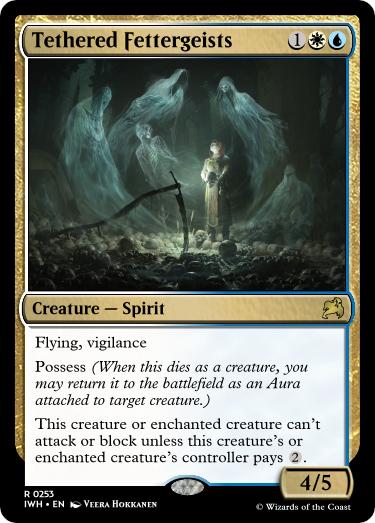 Tethered Fettergeists 1
Creature — Spirit
Flying, vigilance
Possess (When this dies as a creature, you
may return it to the battlefield as an Aura
attached to target creature.)
This creature or enchanted creature can't
attack or block unless this creature's or
enchanted creature's controller pays 2.
4/5
R 0253
IWH • EN Veera Hokkanen
© Wizards of the Coast